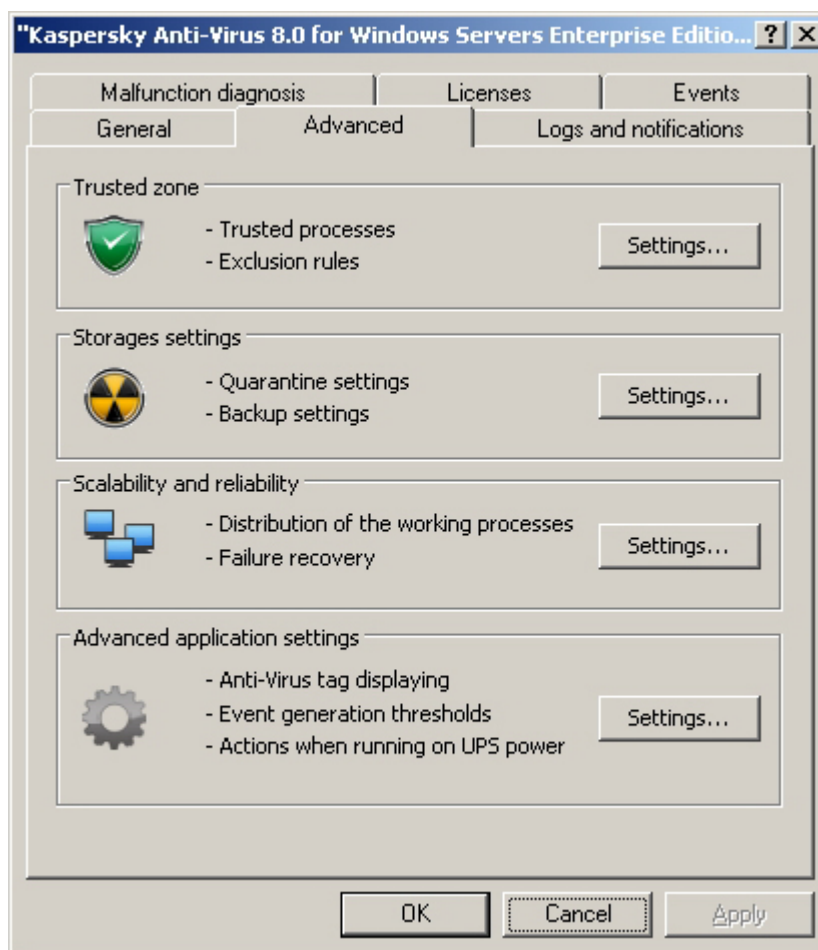 "Kaspersky Anti-Virus 8.0 for Windows Servers Enterprise Editio... ? X
Malfunction diagnosis Licenses Events
General Advanced Logs and notifications
Trusted zone
- Trusted processes
- Exclusion rules
Settings...
Storages settings
- Quarantine settings
- Backup settings
Settings...
Scalability and reliability
- Distribution of the working processes
- Failure recovery
Settings...
Advanced application settings
- Anti-Virus tag displaying
- Event generation thresholds
- Actions when running on UPS power
Settings...
OK Cancel Apply